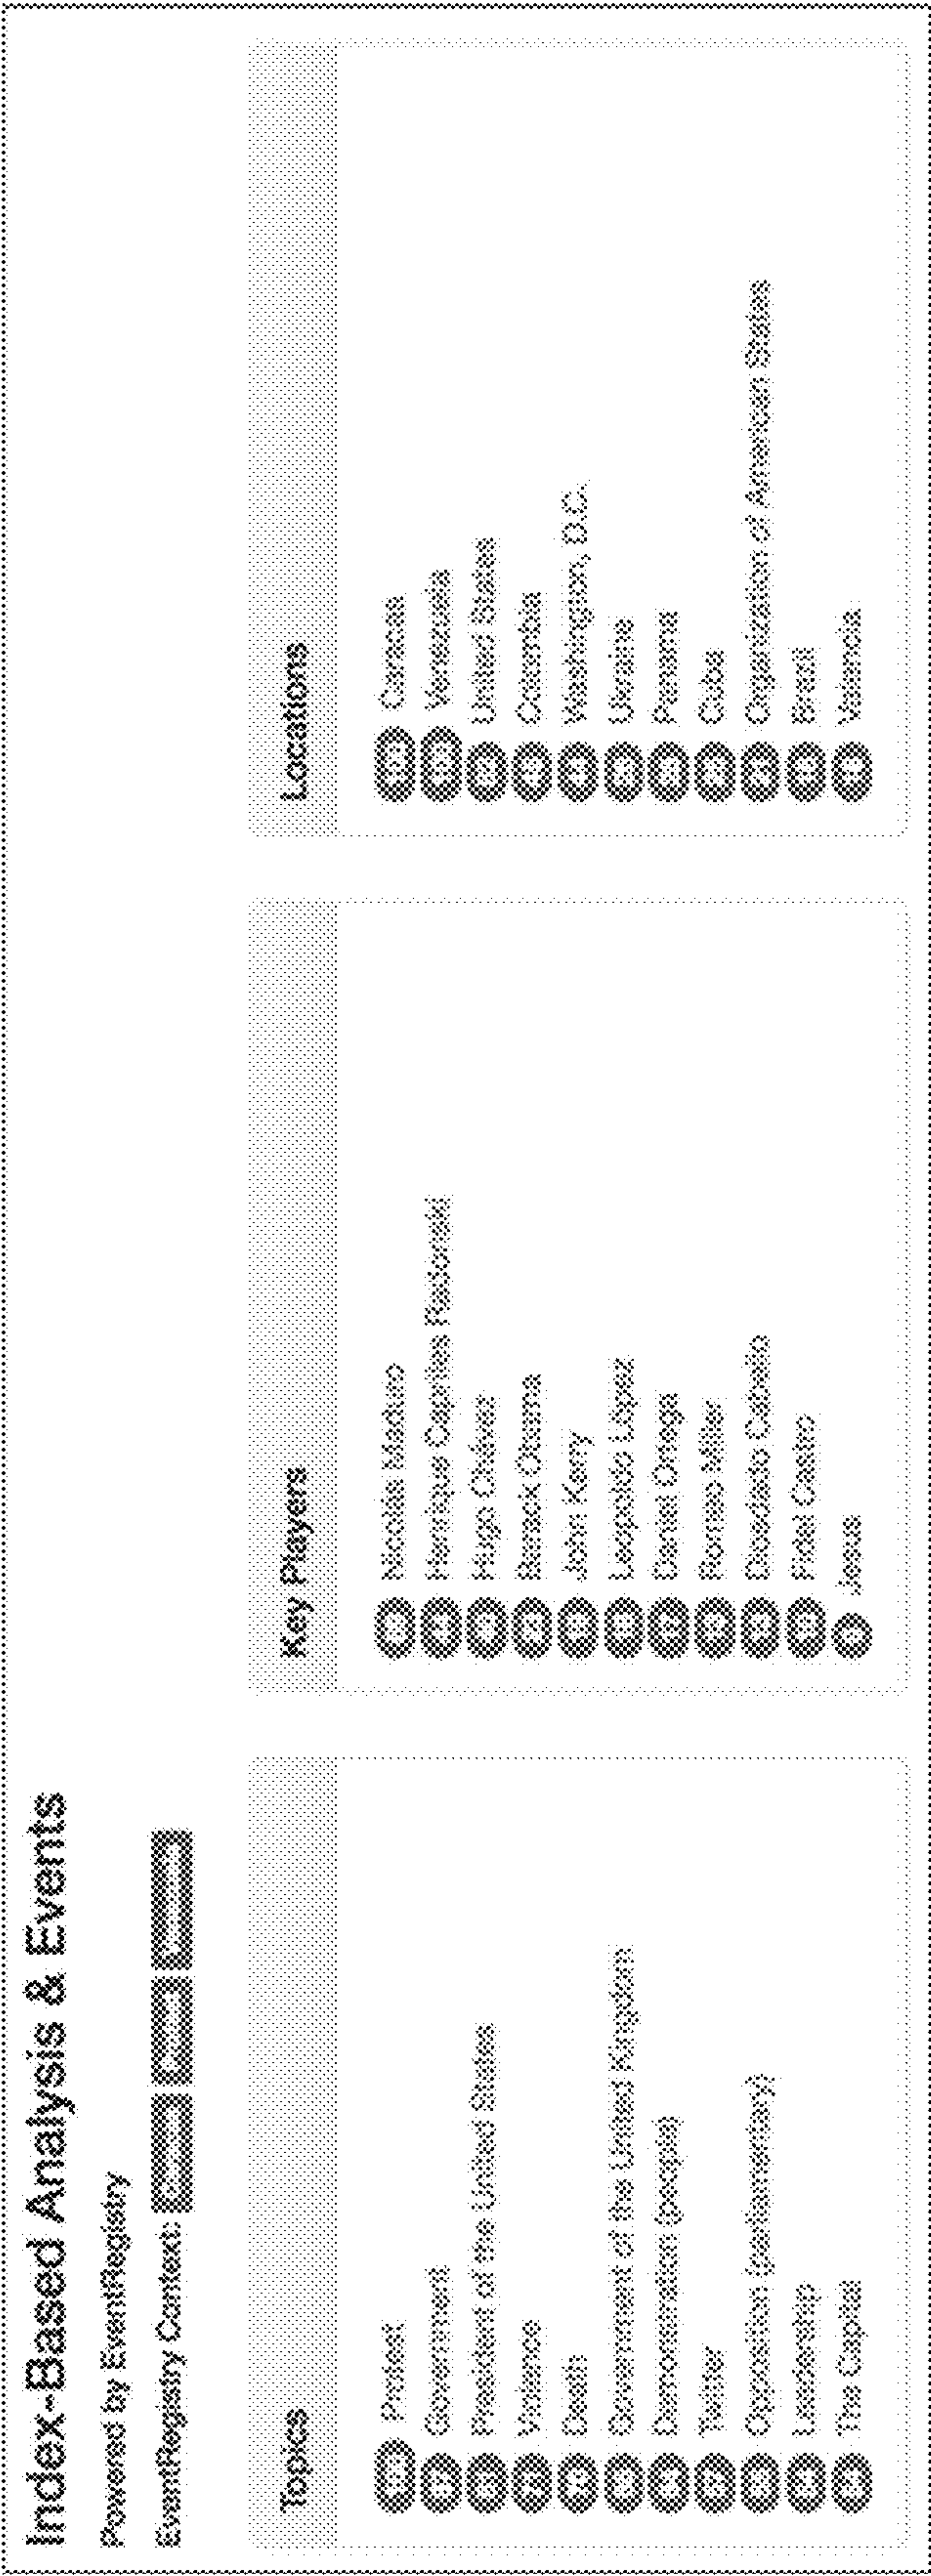 Index-Based Analysis & Events
Powered by EventRegistry
EventRegistry Context:
Topics
Protest
Government
President of the United States
Violence
Death
Government of the United Kingdom
Demonstration (people)
Twitter
Opposition (parliamentary)
Leadership
The Capital
Key Players
Nicolás Maduro
Henrique Capriles Radonski
Hugo Chávez
Barack Obama
John Kerry
Leopoldo López
Daniel Ortega
Romeo Miller
Diosdado Cabello
Fidel Castro
Jesus
Locations
Caracas
Venezuela
United States
Colombia
Washington, D.C.
Ukraine
Panama
Cuba
Organization of American States
Brazil
Valencia